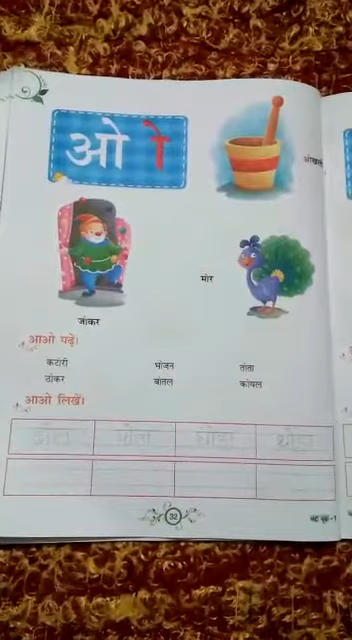 ओ ो
ओखली
मोर
जोकर
आओ पढ़ें।
कटोरी भोजन तोता
ठोकर बोतल कोयल
आओ लिखें।
32